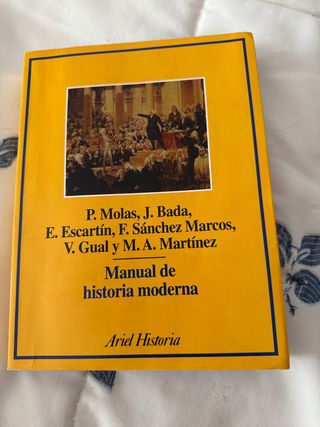 P. Molas, J. Bada,
E. Escartín, F. Sánchez Marcos,
V. Gual y M. A. Martínez
Manual de
historia moderna
Ariel Historia